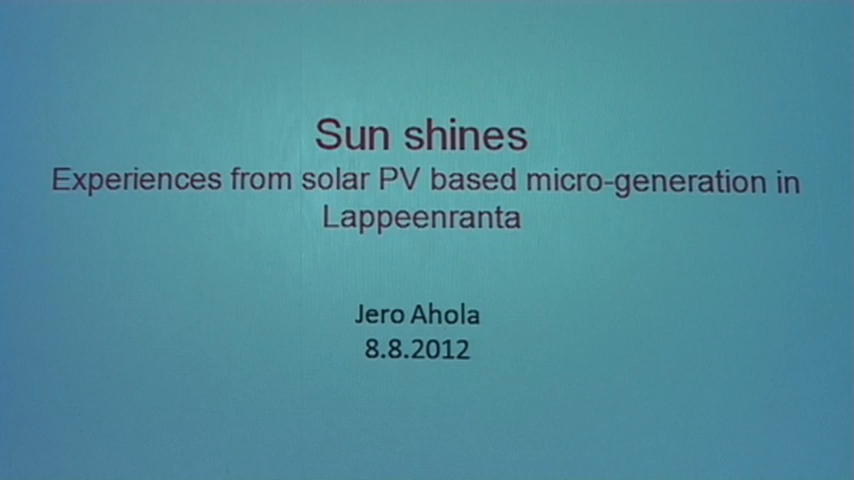 Sun shines
Experiences from solar PV based micro-generation in
Lappeenranta
Jero Ahola
8.8.2012